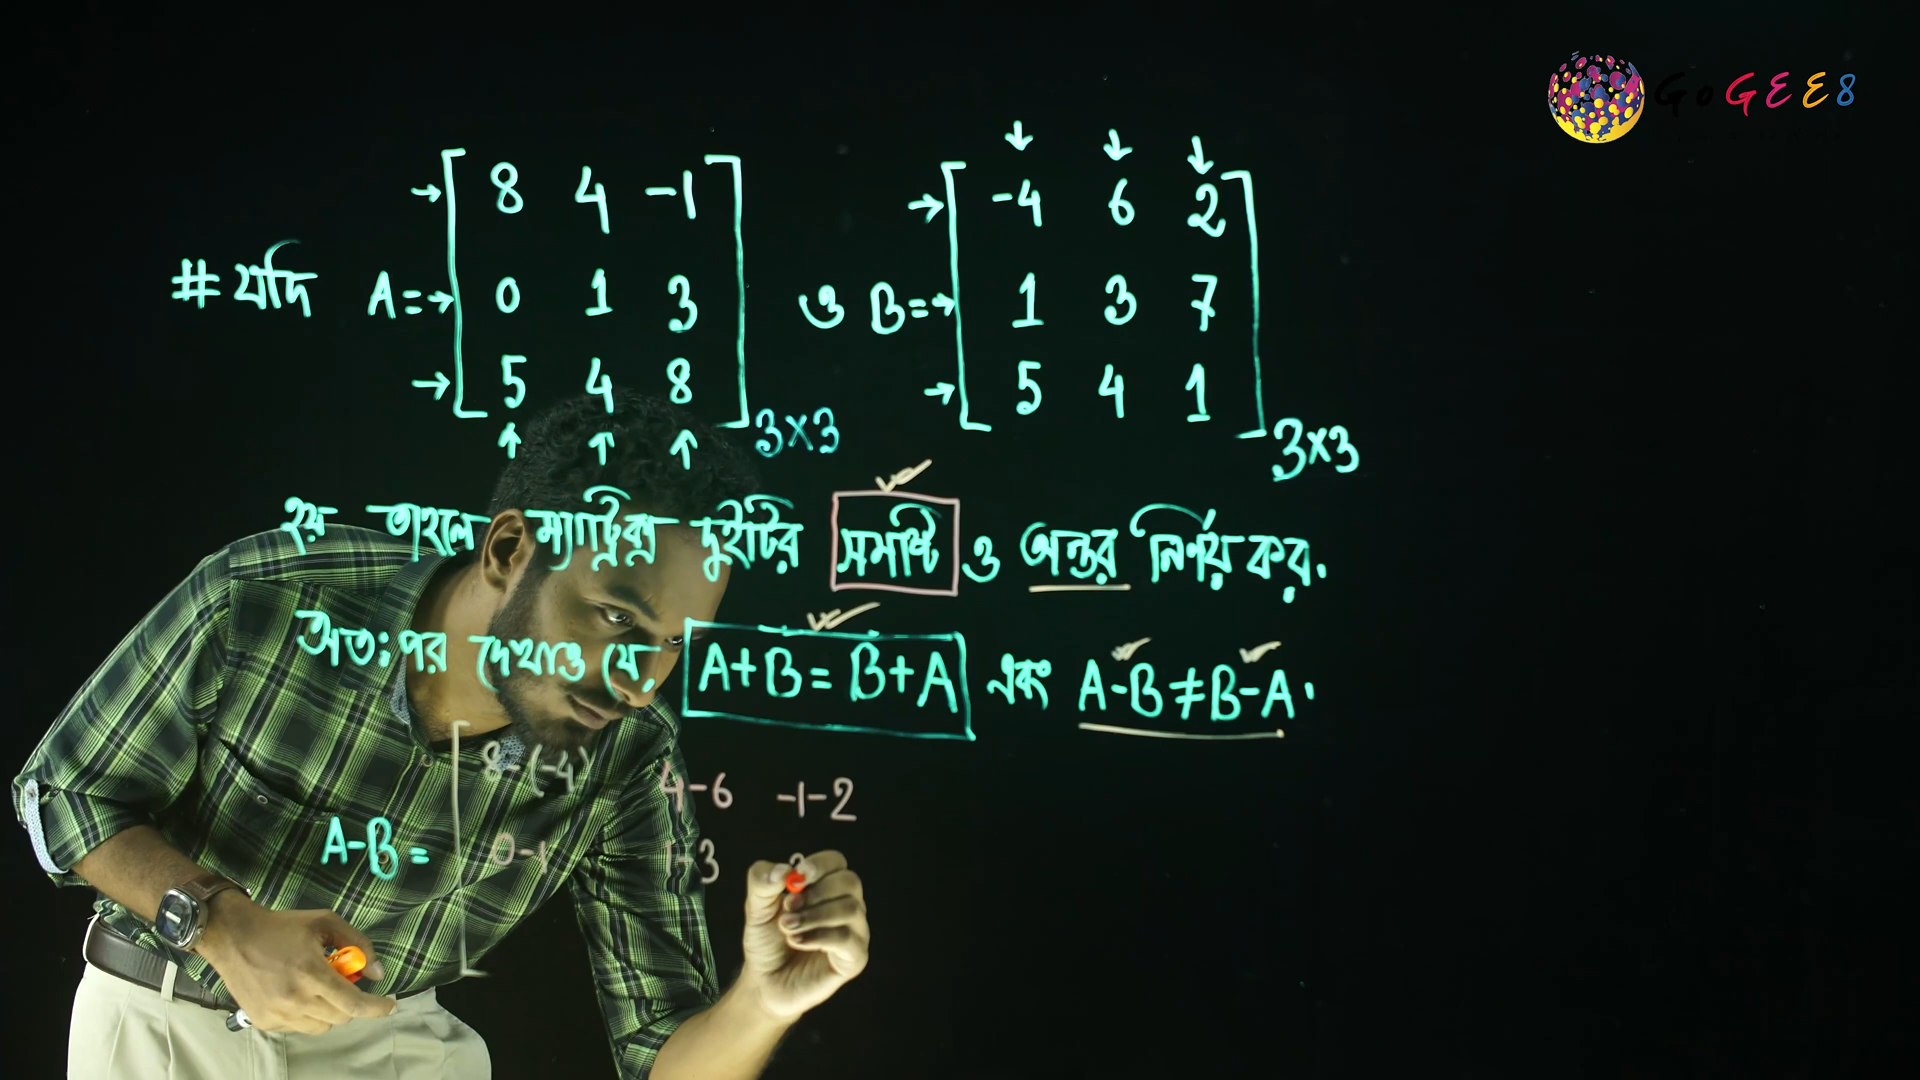 GoGEE8
↓ ↓ ↓
→ 8 4 -1 → -4 6 2
# যদি A=→ 0 1 3 ও B=→ 1 3 7
→ 5 4 8 → 5 4 1
↑ ↑ ↑ 3×3 3×3
হয় তাহলে ম্যাট্রিক্স দুইটির সমষ্টি ও অন্তর নির্ণয় কর.
অতঃপর দেখাও যে, A+B=B+A এবং A-B≠B-A.
8-(-4) 4-6 -1-2
A-B= 0-1 1-3